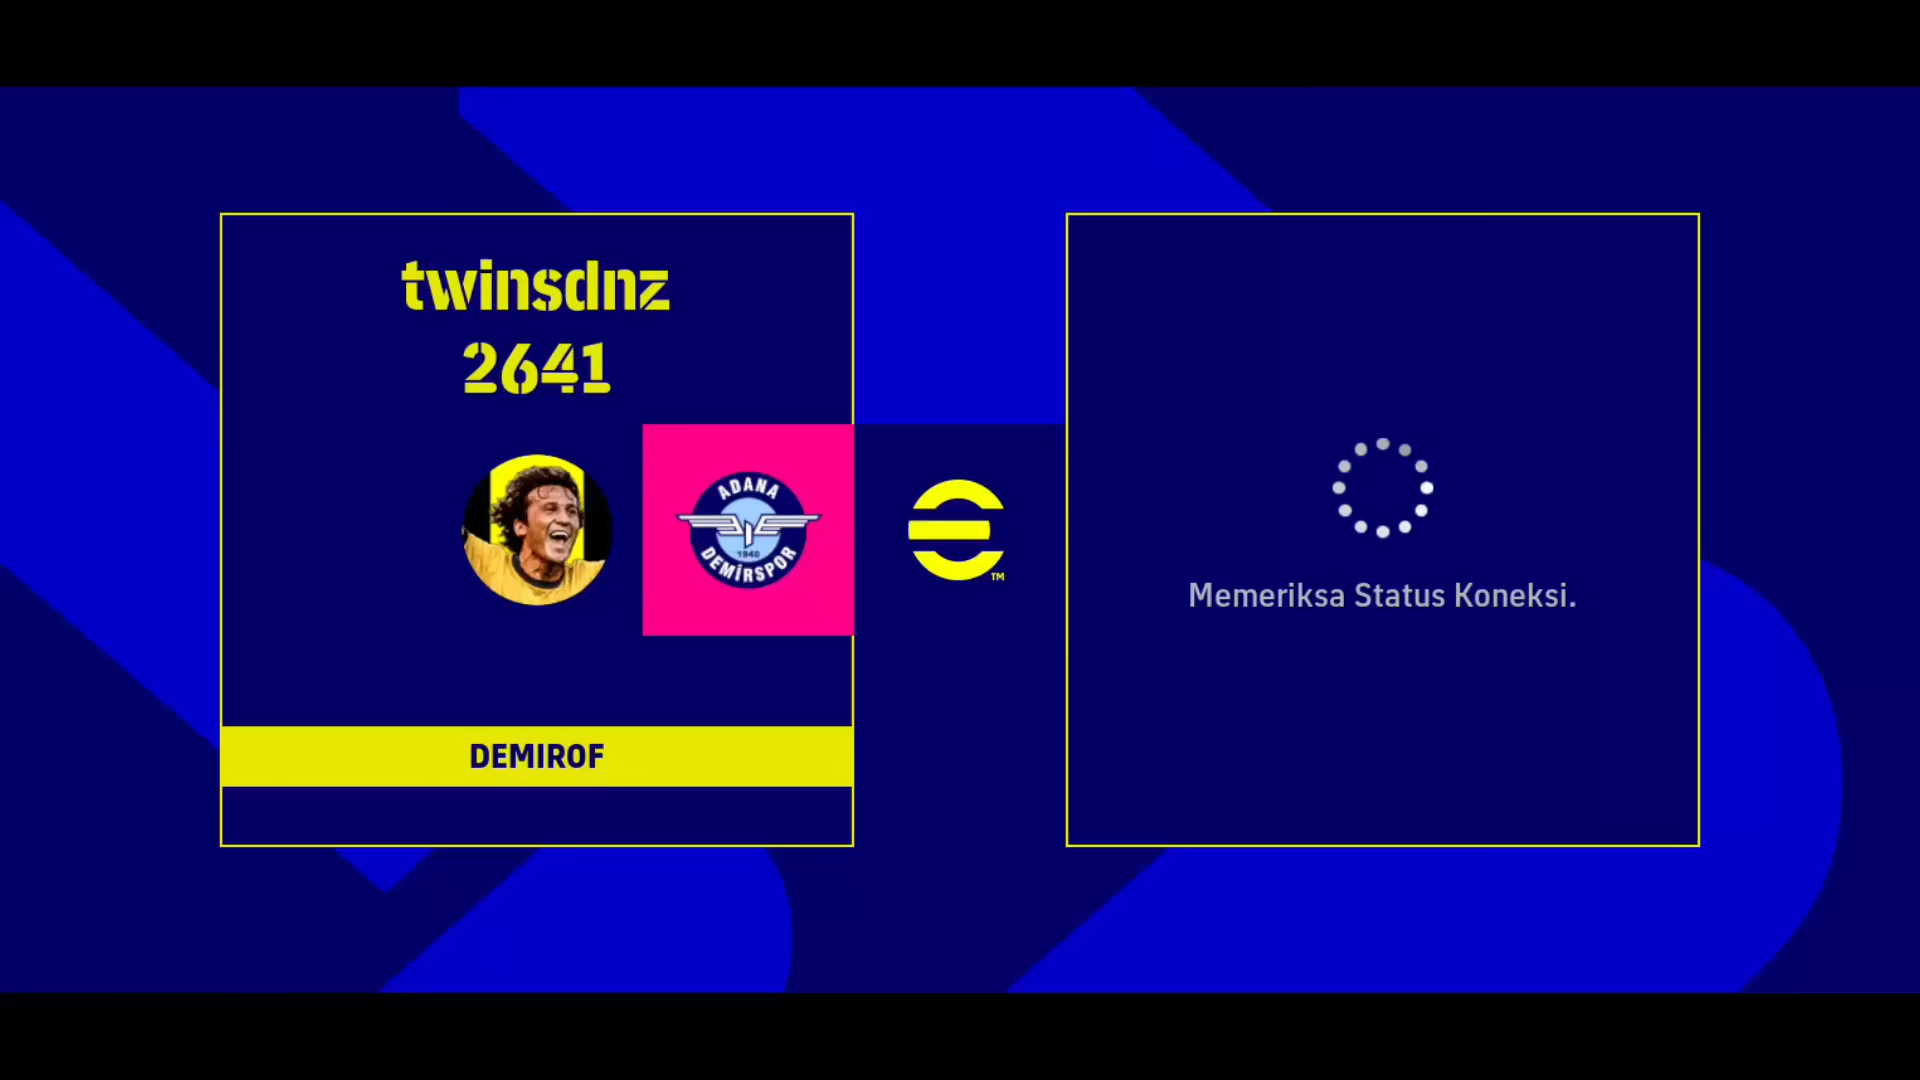 twinsdnz
2641
ADANA
1940
DEMİRSPOR
TM
Memeriksa Status Koneksi.
DEMIROF